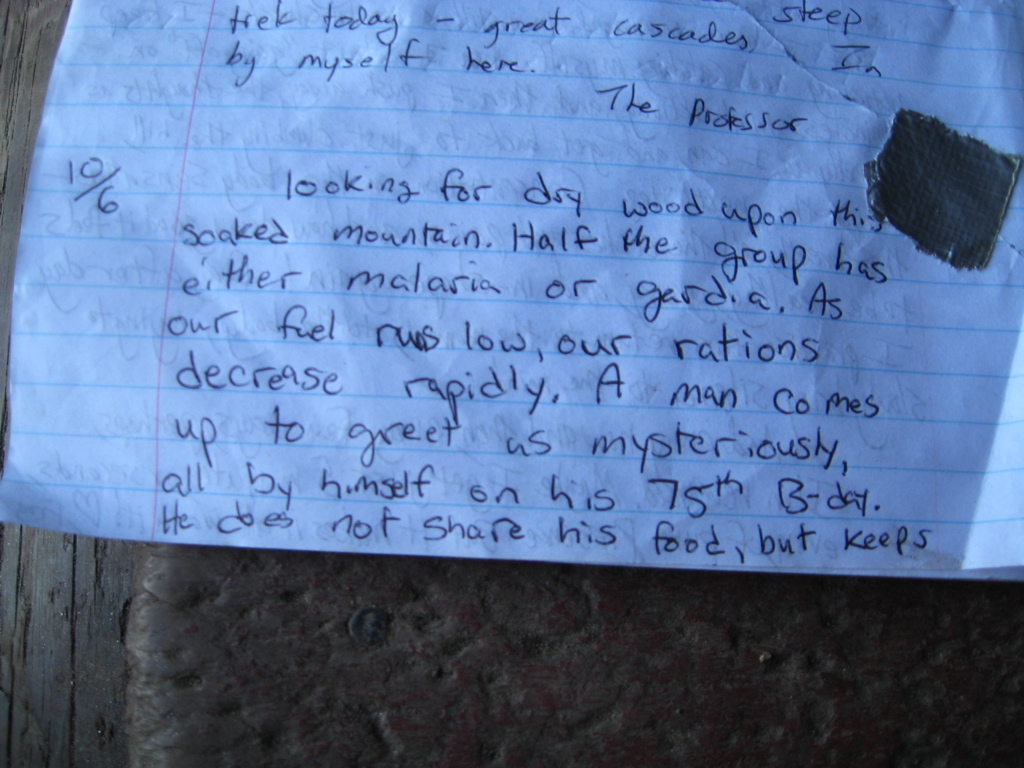 trek today – great cascades, steep
by myself here. In
The Professor
10/6 looking for dry wood upon this
soaked mountain. Half the group has
either malaria or gardia. As
our fuel runs low, our rations
decrease rapidly. A man comes
up to greet us mysteriously,
all by himself on his 75th B-day.
He does not share his food, but keeps